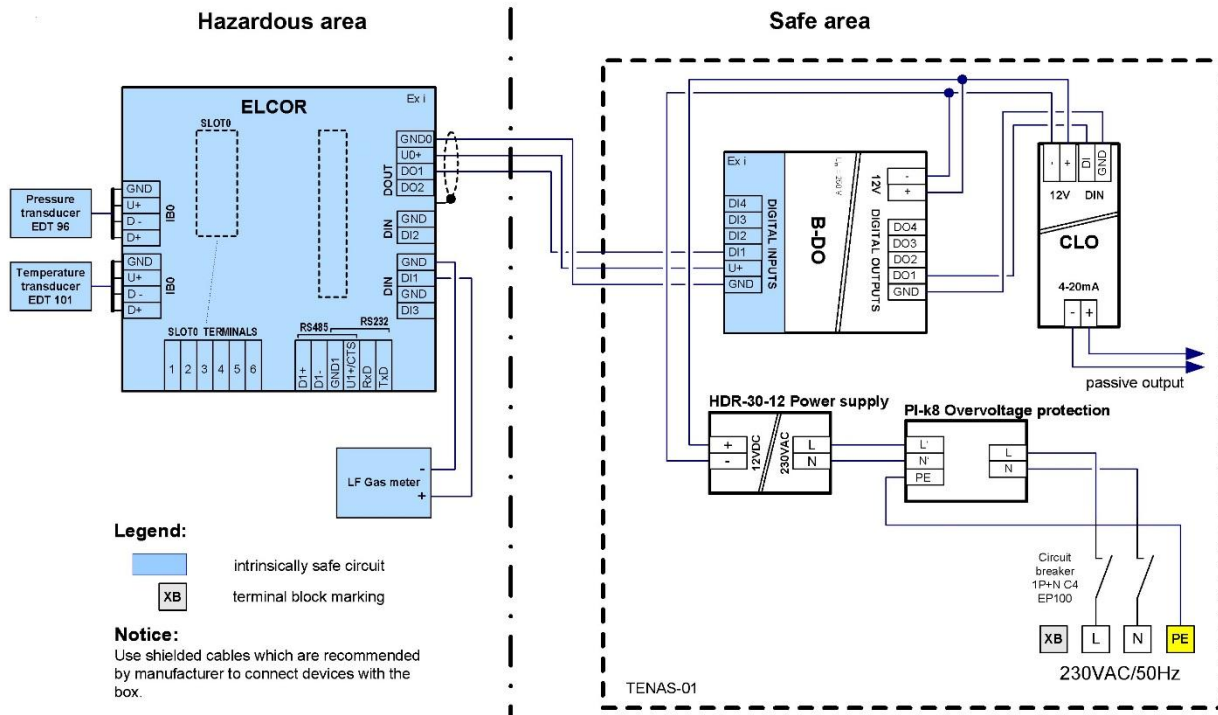 Hazardous area
Safe area
ELCOR
Ex i
SLOT0
GND0
U0+
DO1
DO2
DOUT
GND
DI2
DIN
GND
DI1
GND
DI3
DIN
Pressure
transducer
EDT 96
GND
U+
D -
D+
IB0
Temperature
transducer
EDT 101
GND
U+
D -
D+
IB0
SLOT0 TERMINALS
1 2 3 4 5 6
RS485
RS232
D1+
D1-
GND1
U1+/CTS
RxD
TxD
LF Gas meter
-
+
Ex i
B-DO
12V
-
+
DI4
DI3
DI2
DI1
U+
GND
DIGITAL INPUTS
DIGITAL OUTPUTS
DO4
DO3
DO2
DO1
GND
- + DI GND
12V DIN
CLO
4-20mA
- +
passive output
HDR-30-12 Power supply
+
-
12VDC
230VAC
L
N
PI-k8 Overvoltage protection
L'
N'
PE
L
N
Circuit
breaker
1P+N C4
EP100
XB L N PE
230VAC/50Hz
TENAS-01
Legend:
intrinsically safe circuit
XB terminal block marking
Notice:
Use shielded cables which are recommended
by manufacturer to connect devices with the
box.